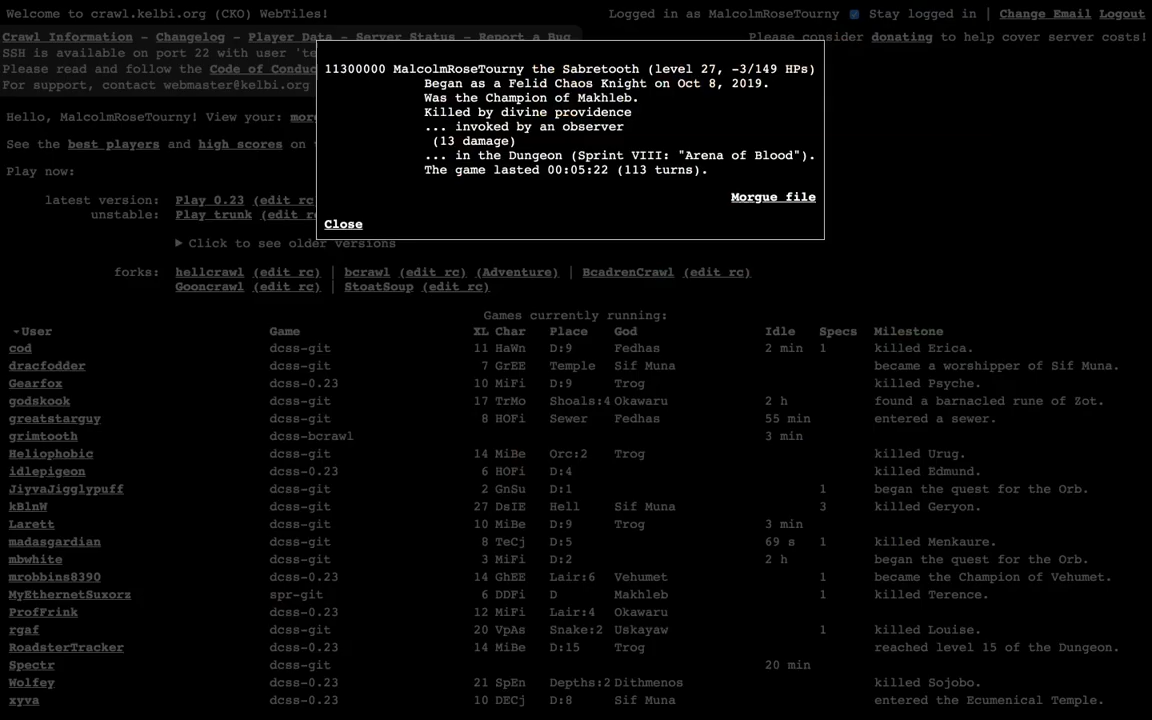 Welcome to crawl.kelbi.org (CKO) WebTiles!
Logged in as MalcolmRoseTourny Stay logged in | Change Email Logout
Crawl Information - Changelog - Player Data - Server Status - Report a Bug
Please consider donating to help cover server costs!
SSH is available on port 22 with user 'te
Please read and follow the Code of Conduc
For support, contact webmaster@kelbi.org
11300000 MalcolmRoseTourny the Sabretooth (level 27, -3/149 HPs)
Began as a Felid Chaos Knight on Oct 8, 2019.
Was the Champion of Makhleb.
Killed by divine providence
... invoked by an observer
(13 damage)
... in the Dungeon (Sprint VIII: "Arena of Blood").
The game lasted 00:05:22 (113 turns).
Morgue file
Close
Hello, MalcolmRoseTourny! View your: mor
See the best players and high scores on
Play now:
latest version: Play 0.23 (edit rc
unstable: Play trunk (edit r
Click to see older versions
forks: hellcrawl (edit rc) | bcrawl (edit rc) (Adventure) | BcadrenCrawl (edit rc)
Gooncrawl (edit rc) | StoatSoup (edit rc)
Games currently running:
User Game XL Char Place God Idle Specs Milestone
cod dcss-git 11 HaWn D:9 Fedhas 2 min 1 killed Erica.
dracfodder dcss-git 7 GrEE Temple Sif Muna became a worshipper of Sif Muna.
Gearfox dcss-0.23 10 MiFi D:9 Trog killed Psyche.
godskook dcss-git 17 TrMo Shoals:4 Okawaru 2 h found a barnacled rune of Zot.
greatstarguy dcss-git 8 HOFi Sewer Fedhas 55 min entered a sewer.
grimtooth dcss-bcrawl 3 min
Heliophobic dcss-git 14 MiBe Orc:2 Trog killed Urug.
idlepigeon dcss-0.23 6 HOFi D:4 killed Edmund.
JiyvaJigglypuff dcss-git 2 GnSu D:1 1 began the quest for the Orb.
kBlnW dcss-git 27 DsIE Hell Sif Muna 3 killed Geryon.
Larett dcss-git 10 MiBe D:9 Trog 3 min
madasgardian dcss-git 8 TeCj D:5 69 s 1 killed Menkaure.
mbwhite dcss-git 3 MiFi D:2 2 h began the quest for the Orb.
mrobbins8390 dcss-0.23 14 GhEE Lair:6 Vehumet 1 became the Champion of Vehumet.
MyEthernetSuxorz spr-git 6 DDFi D Makhleb 1 killed Terence.
ProfFrink dcss-0.23 12 MiFi Lair:4 Okawaru
rgaf dcss-git 20 VpAs Snake:2 Uskayaw 1 killed Louise.
RoadsterTracker dcss-0.23 14 MiBe D:15 Trog reached level 15 of the Dungeon.
Spectr dcss-git 20 min
Wolfey dcss-0.23 21 SpEn Depths:2 Dithmenos killed Sojobo.
xyva dcss-0.23 10 DECj D:8 Sif Muna entered the Ecumenical Temple.